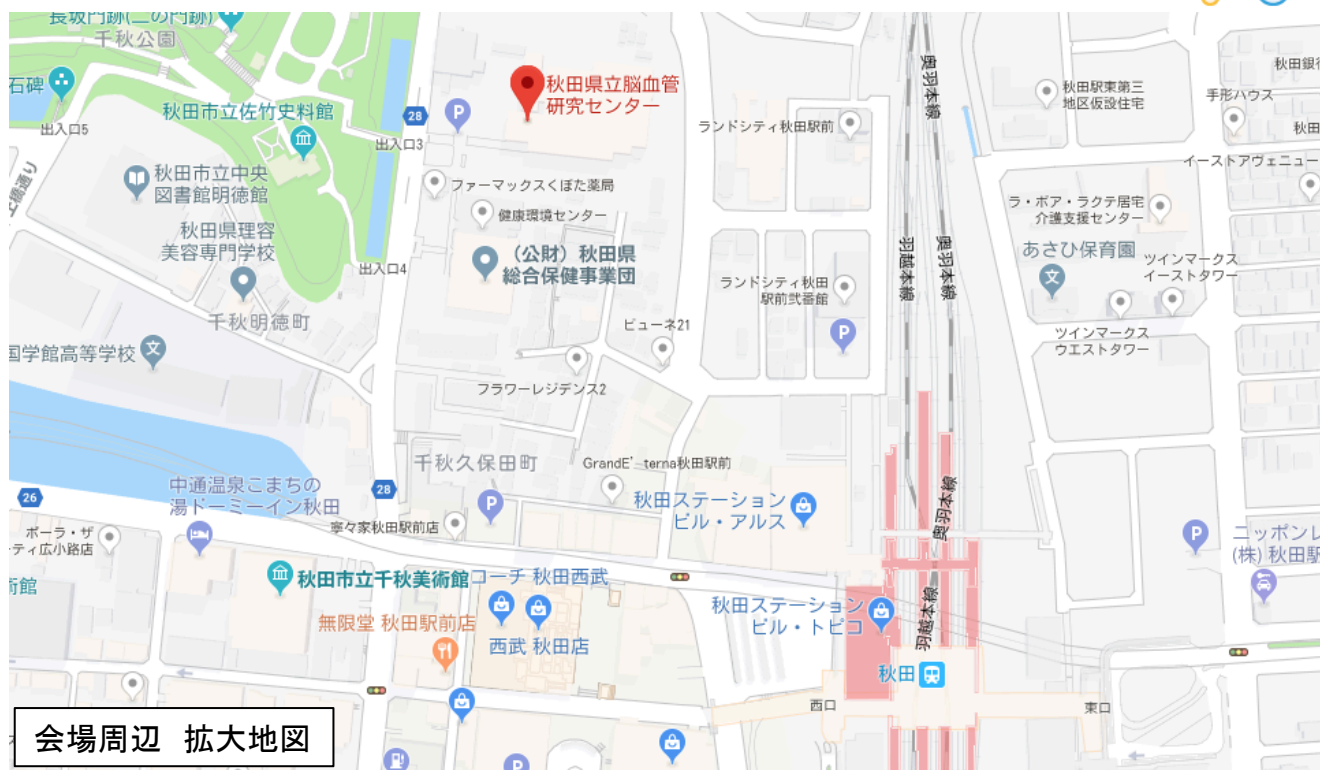 長坂門跡(二の門跡)
千秋公園
石碑
出入口5
秋田市立佐竹史料館
28
出入口3
P
秋田県立脳血管
研究センター
ランドシティ秋田駅前
奥羽本線
秋田駅東第三
地区仮設住宅
秋田銀
手形ハウス
秋田
イーストアヴェニュー
秋田市立中央
図書館明徳館
ファーマックスくぼた薬局
健康環境センター
ラ・ポア・ラクテ居宅
介護支援センター
秋田県理容
美容専門学校
出入口4
(公財)秋田県
総合保健事業団
ランドシティ秋田
駅前弐番館
羽越本線
奥羽本線
あさひ保育園
文
ツインマークス
イーストタワー
千秋明徳町
ビューネ21
P
ツインマークス
ウエストタワー
国学館高等学校
文
フラワーレジデンス2
千秋久保田町
GrandE’terna秋田駅前
26
中通温泉こまちの
湯ドーミーイン秋田
28
P
秋田ステーション
ビル・アルス
奥羽本線
ポーラ・ザ
ティ広小路店
寧々家秋田駅前店
P
ニッポンレ
(株)秋田駅
術館
秋田市立千秋美術館
コーチ 秋田西武
無限堂 秋田駅前店
西武 秋田店
秋田ステーション
ビル・トピコ
羽越本線
秋田
西口
東口
会場周辺 拡大地図
P